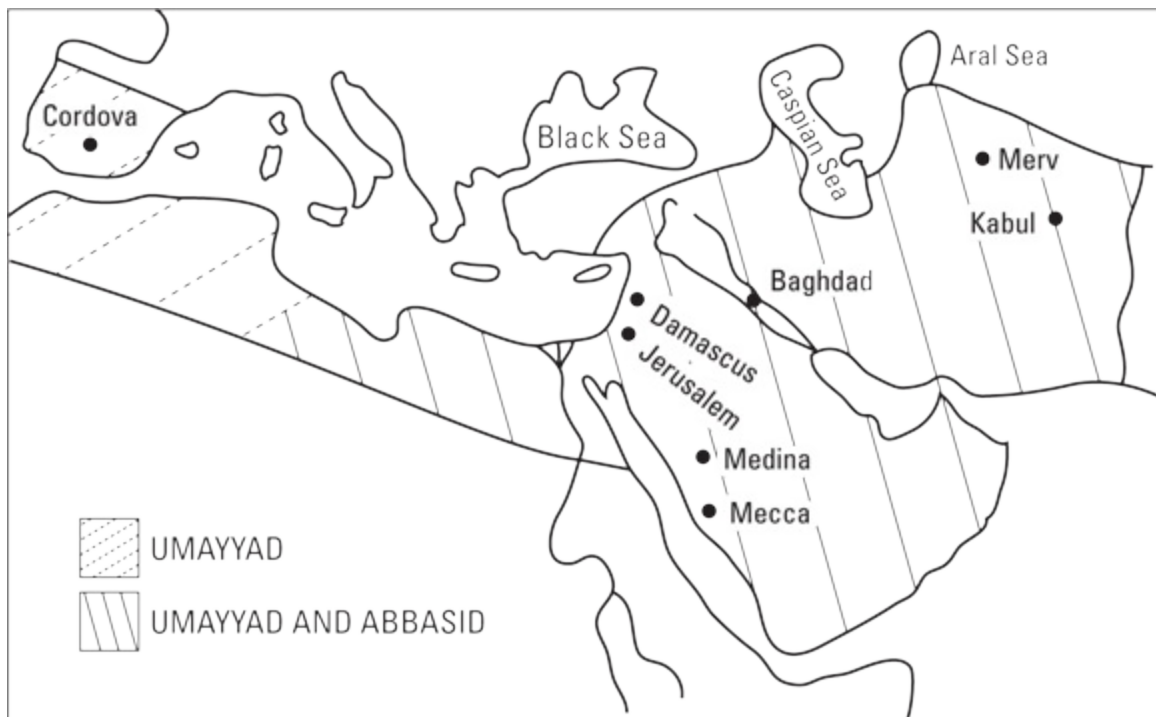 Aral Sea
Caspian Sea
Cordova
Black Sea
Merv
Kabul
Baghdad
Damascus
Jerusalem
Medina
Mecca
UMAYYAD
UMAYYAD AND ABBASID